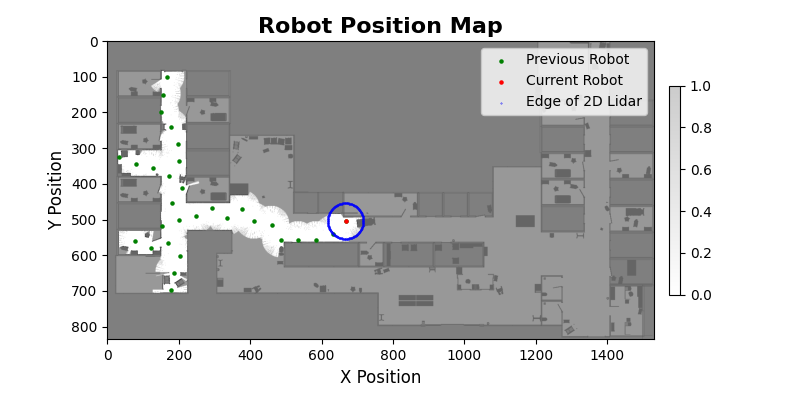 Robot Position Map
Previous Robot
Current Robot
Edge of 2D Lidar
Y Position
0
100
200
300
400
500
600
700
800
0 200 400 600 800 1000 1200 1400
X Position
1.0
0.8
0.6
0.4
0.2
0.0